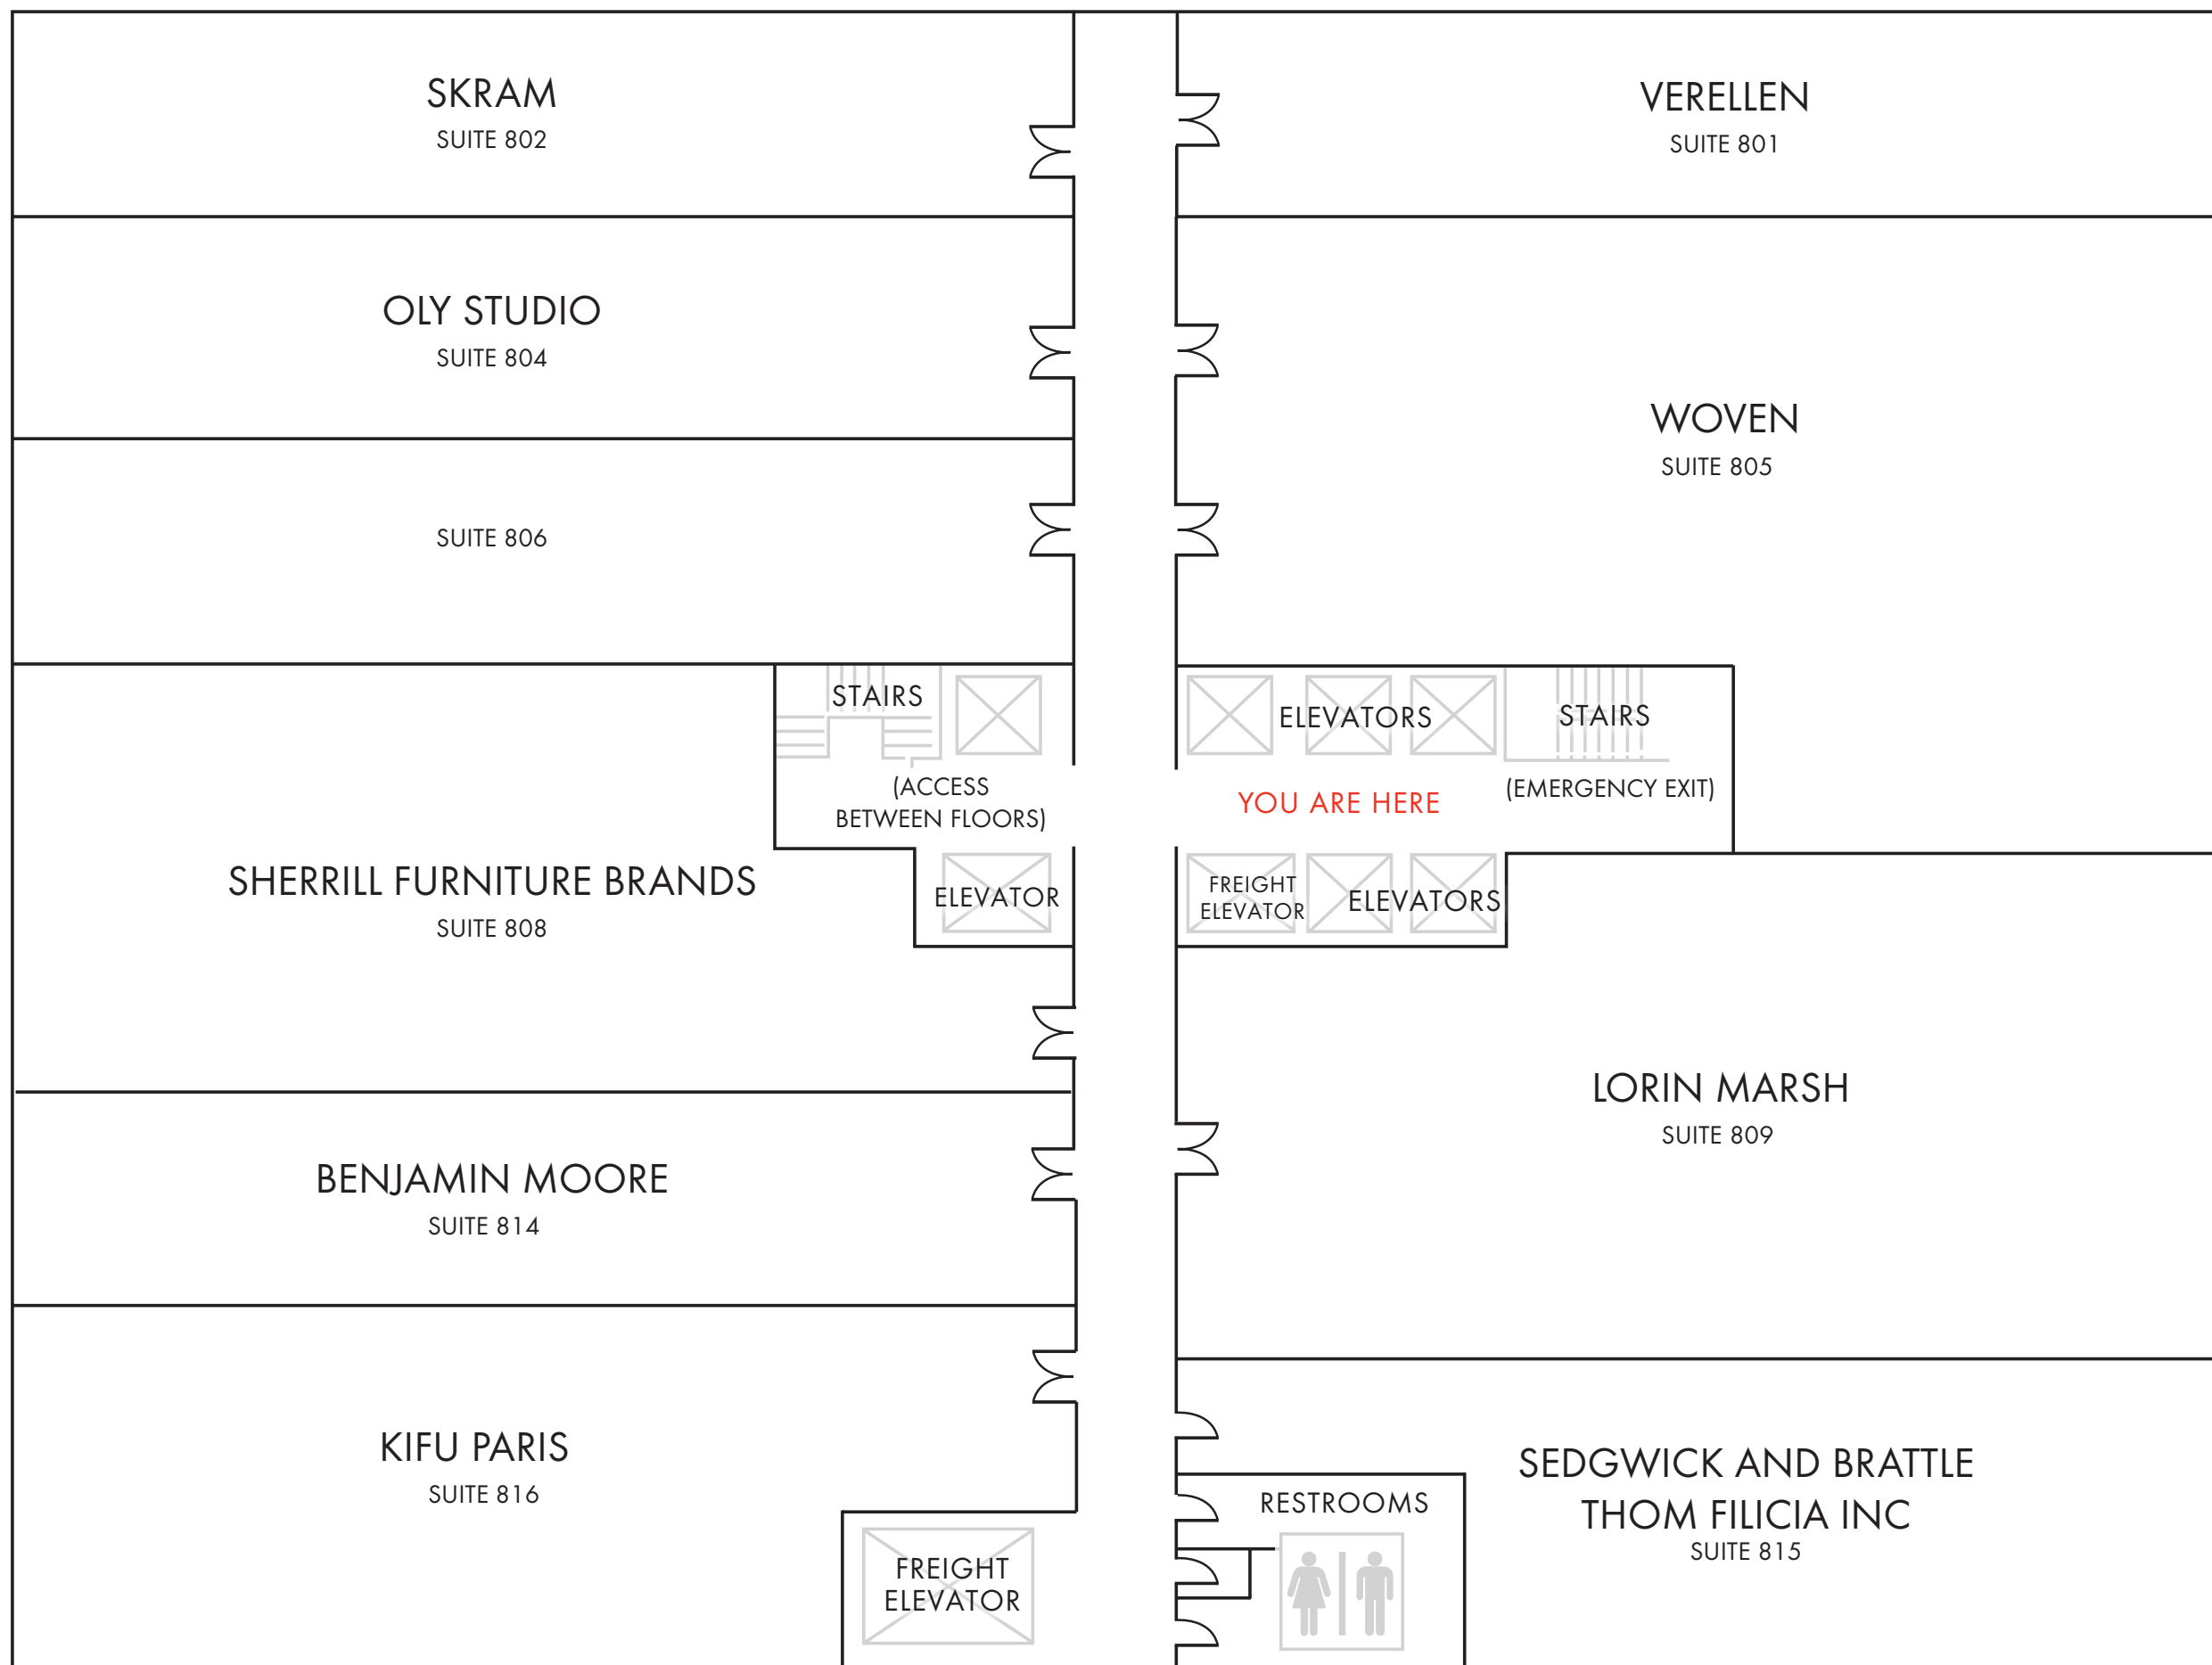 SKRAM
SUITE 802
VERELLEN
SUITE 801
OLY STUDIO
SUITE 804
WOVEN
SUITE 805
SUITE 806
STAIRS
(ACCESS
BETWEEN FLOORS)
ELEVATOR
ELEVATORS
STAIRS
YOU ARE HERE
(EMERGENCY EXIT)
FREIGHT
ELEVATOR
ELEVATORS
SHERRILL FURNITURE BRANDS
SUITE 808
LORIN MARSH
SUITE 809
BENJAMIN MOORE
SUITE 814
KIFU PARIS
SUITE 816
FREIGHT
ELEVATOR
RESTROOMS
SEDGWICK AND BRATTLE
THOM FILICIA INC
SUITE 815